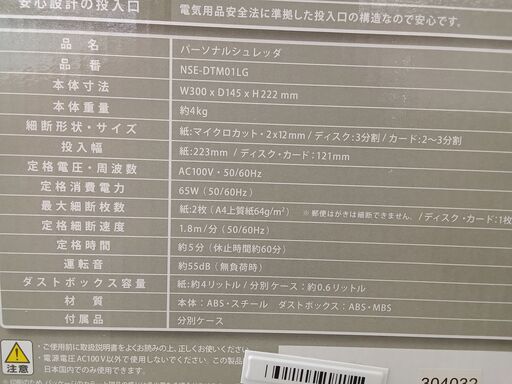 安心設計の投入口
電気用品安全法に準拠した投入口の構造なので安心です。
品名 パーソナルシュレッダ
品番 NSE-DTM01LG
本体寸法 W300 x D145 x H222 mm
本体重量 約4kg
細断形状・サイズ 紙:マイクロカット・2x12mm / ディスク:3分割 / カード:2〜3分割
投入幅 紙:223mm / ディスク・カード:121mm
定格電圧・周波数 AC100V・50/60Hz
定格消費電力 65W (50/60Hz)
最大細断枚数 紙:2枚 (A4上質紙64g/m²) ※郵便はがきは細断できません。/ ディスク・カード:1枚
定格細断速度 1.8m/分 (50/60Hz)
定格時間 約5分 (休止時間約60分)
運転音 約55dB (無負荷時)
ダストボックス容量 紙:約4リットル / 分別ケース:約0.6リットル
材質 本体:ABS・スチール ダストボックス:ABS・MBS
付属品 分別ケース
注意
・ご使用前に取扱説明書をよくお読みの上、正しく
・電源電圧AC100V以外で使用しないでください。この製品
日本国内でのみ使用できます。
304032